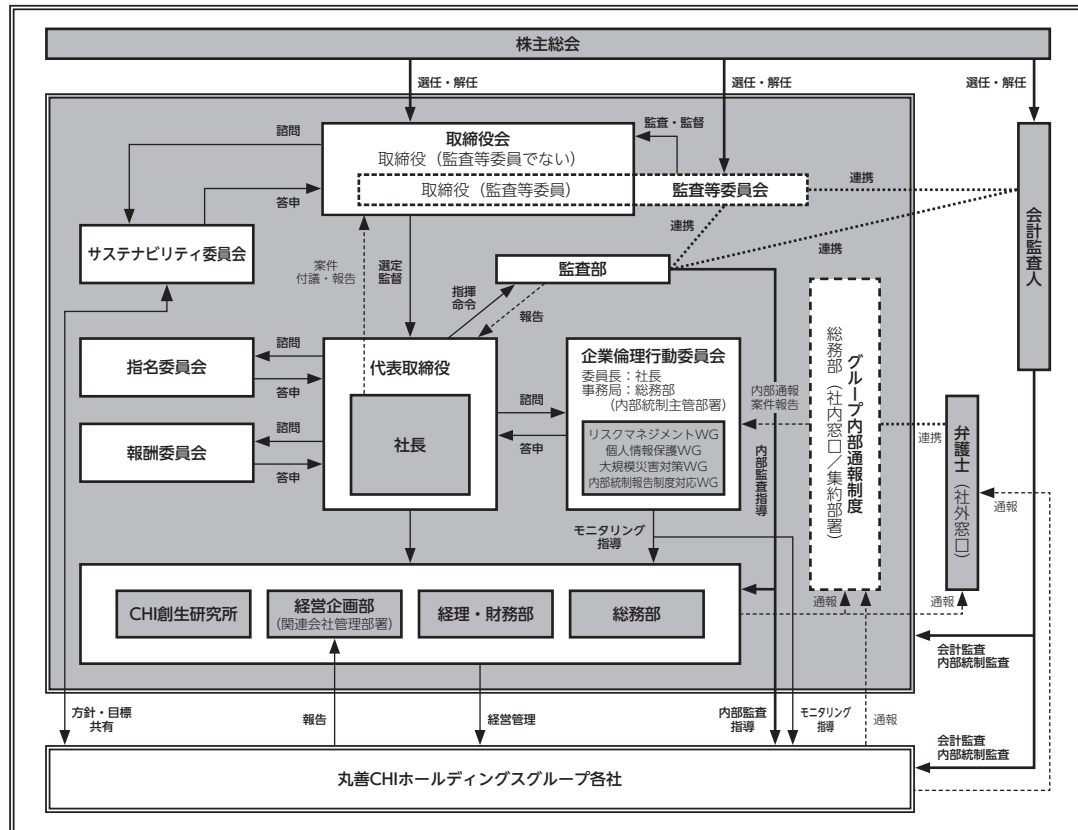 株主総会
選任・解任
選任・解任
選任・解任
取締役会
取締役（監査等委員でない）
取締役（監査等委員）
監査等委員会
監査・監督
諮問
答申
連携
連携
連携
会計監査人
サステナビリティ委員会
案件
付議・報告
選定
監督
監査部
指揮
命令
報告
指名委員会
諮問
答申
報酬委員会
諮問
答申
代表取締役
社長
諮問
答申
企業倫理行動委員会
委員長：社長
事務局：総務部
（内部統制主管部署）
リスクマネジメントWG
個人情報保護WG
大規模災害対策WG
内部統制報告制度対応WG
内部通報
案件報告
内部監査指導
グループ内部通報制度
総務部（社内窓口／集約部署）
連携
弁護士（社外窓口）
通報
モニタリング
指導
CHI創生研究所
経営企画部
（関連会社管理部署）
経理・財務部
総務部
通報
通報
会計監査
内部統制監査
方針・目標
共有
報告
経営管理
内部監査
指導
モニタリング
指導
通報
会計監査
内部統制監査
丸善CHIホールディングスグループ各社